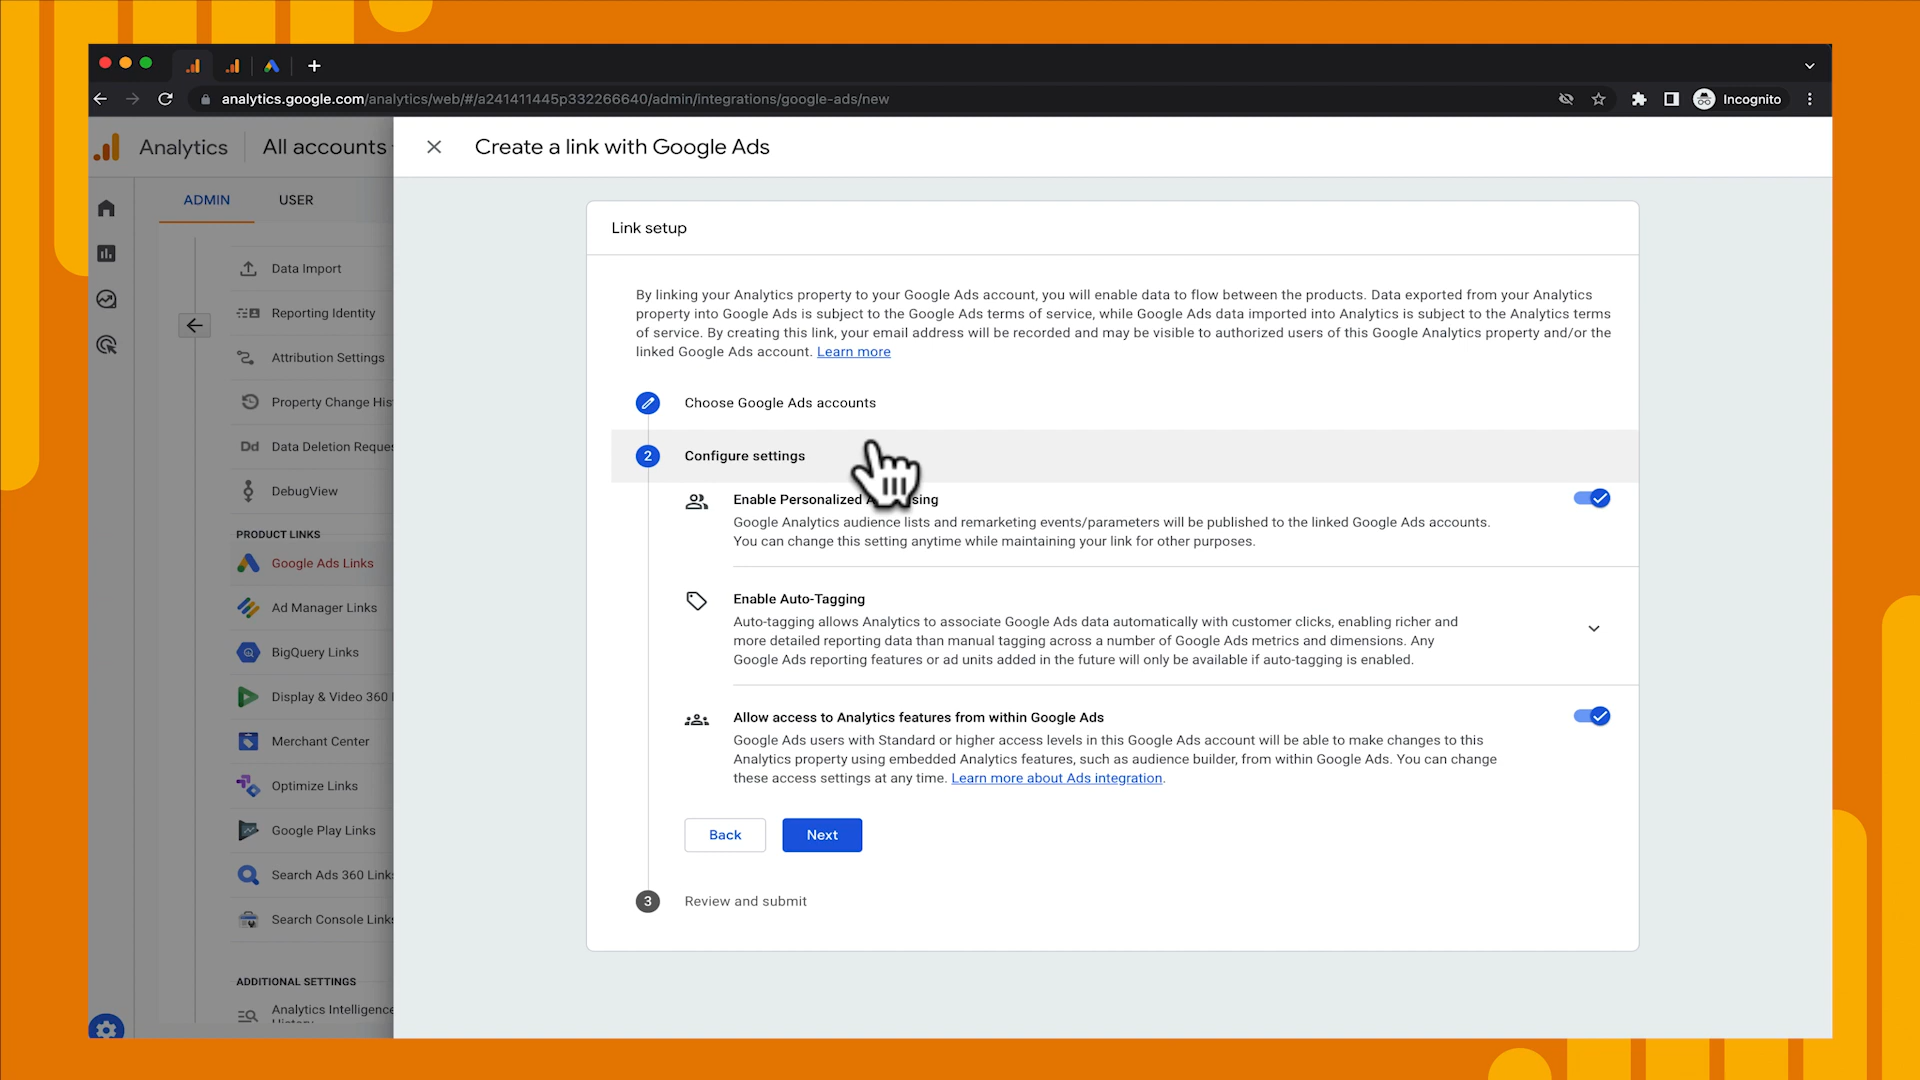 analytics.google.com/analytics/web/#/a241411445p332266640/admin/integrations/google-ads/new
Incognito
Analytics
All accounts
Create a link with Google Ads
ADMIN
USER
Data Import
Reporting Identity
Attribution Settings
Property Change His
Data Deletion Reque
DebugView
PRODUCT LINKS
Google Ads Links
Ad Manager Links
BigQuery Links
Display & Video 360
Merchant Center
Optimize Links
Google Play Links
Search Ads 360 Link
Search Console Link
ADDITIONAL SETTINGS
Analytics Intelligence
Dd
Link setup
By linking your Analytics property to your Google Ads account, you will enable data to flow between the products. Data exported from your Analytics
property into Google Ads is subject to the Google Ads terms of service, while Google Ads data imported into Analytics is subject to the Analytics terms
of service. By creating this link, your email address will be recorded and may be visible to authorized users of this Google Analytics property and/or the
linked Google Ads account. Learn more
Choose Google Ads accounts
2 Configure settings
Enable Personalized A sing
Google Analytics audience lists and remarketing events/parameters will be published to the linked Google Ads accounts.
You can change this setting anytime while maintaining your link for other purposes.
Enable Auto-Tagging
Auto-tagging allows Analytics to associate Google Ads data automatically with customer clicks, enabling richer and
more detailed reporting data than manual tagging across a number of Google Ads metrics and dimensions. Any
Google Ads reporting features or ad units added in the future will only be available if auto-tagging is enabled.
Allow access to Analytics features from within Google Ads
Google Ads users with Standard or higher access levels in this Google Ads account will be able to make changes to this
Analytics property using embedded Analytics features, such as audience builder, from within Google Ads. You can change
these access settings at any time. Learn more about Ads integration.
Back
Next
3 Review and submit